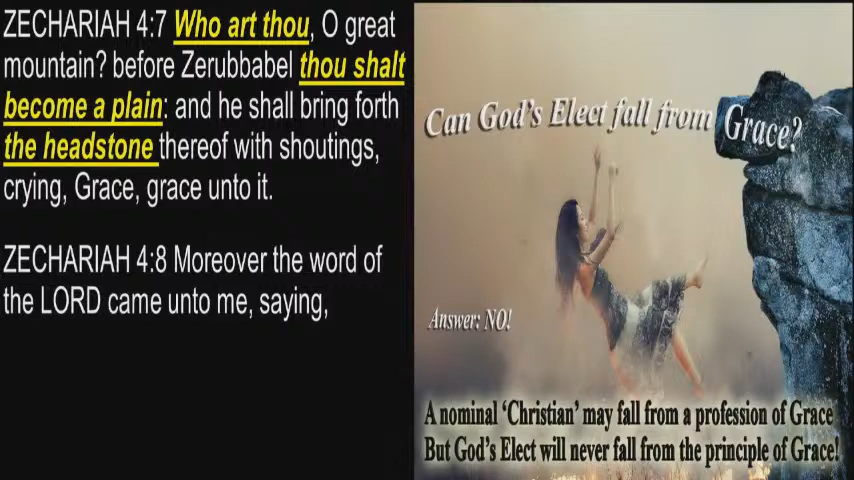 ZECHARIAH 4:7 Who art thou, O great
mountain? before Zerubbabel thou shalt
become a plain: and he shall bring forth
the headstone thereof with shoutings,
crying, Grace, grace unto it.
ZECHARIAH 4:8 Moreover the word of
the LORD came unto me, saying,
Can God's Elect fall from Grace?
Answer: NO!
A nominal 'Christian' may fall from a profession of Grace
But God's Elect will never fall from the principle of Grace!